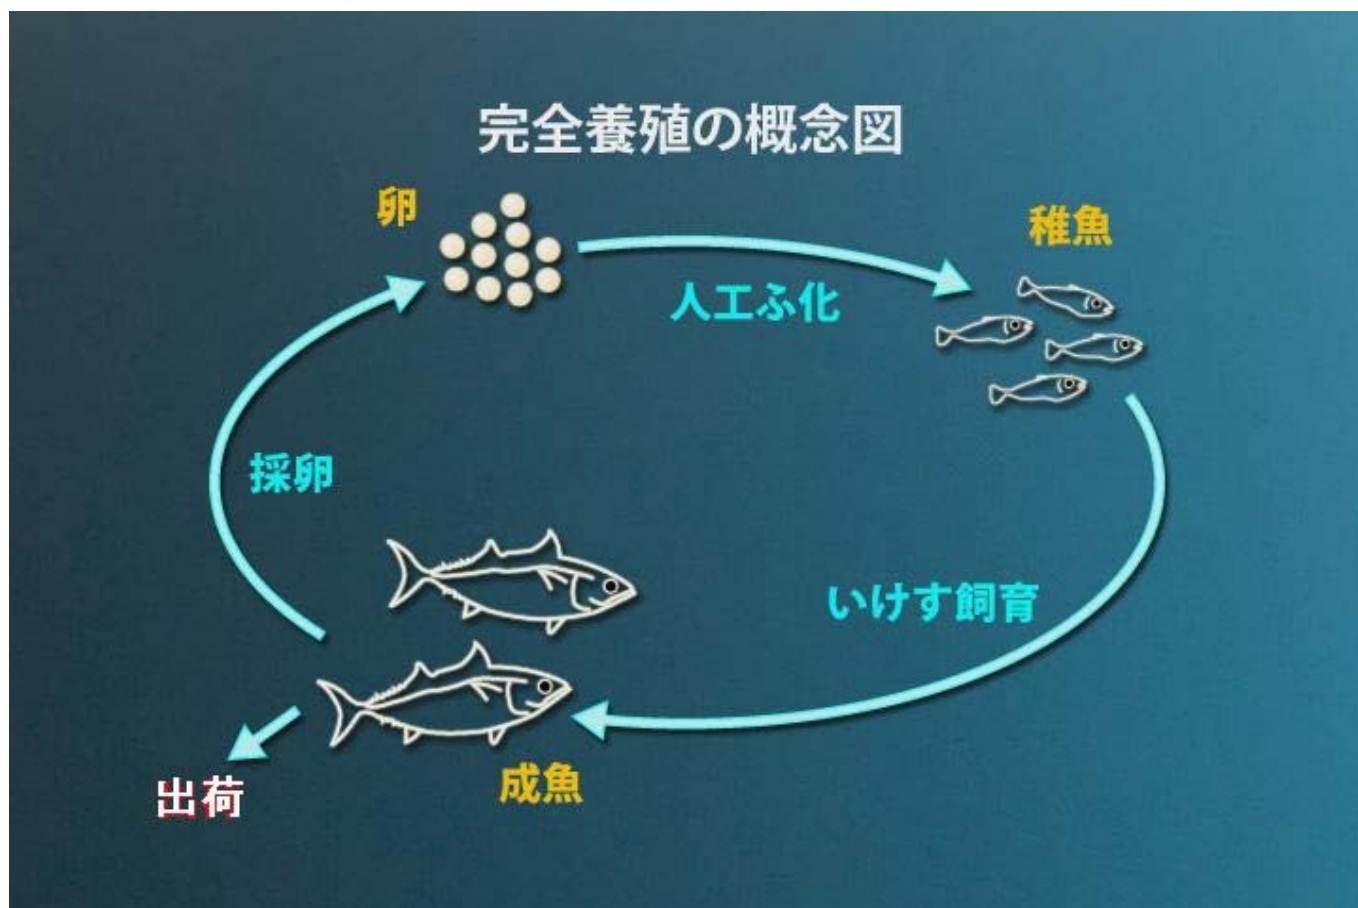 完全養殖の概念図
卵
稚魚
人工ふ化
採卵
いけす飼育
成魚
出荷